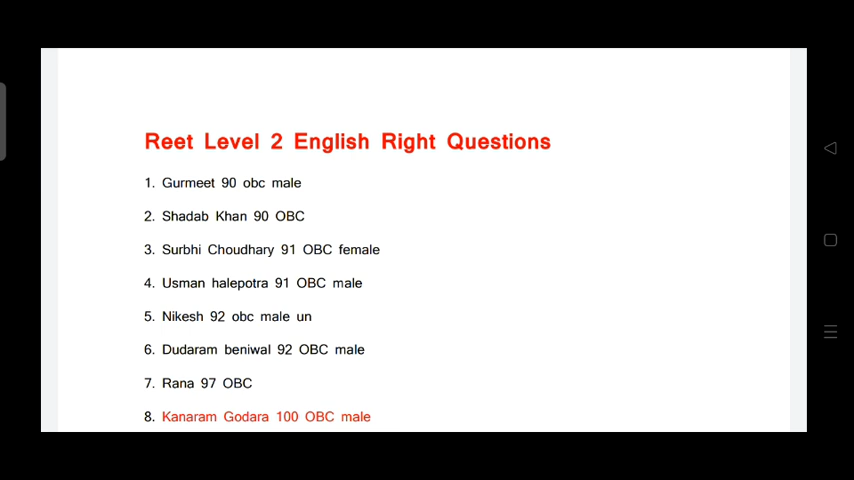 Reet Level 2 English Right Questions
1. Gurmeet 90 obc male
2. Shadab Khan 90 OBC
3. Surbhi Choudhary 91 OBC female
4. Usman halepotra 91 OBC male
5. Nikesh 92 obc male un
6. Dudaram beniwal 92 OBC male
7. Rana 97 OBC
8. Kanaram Godara 100 OBC male